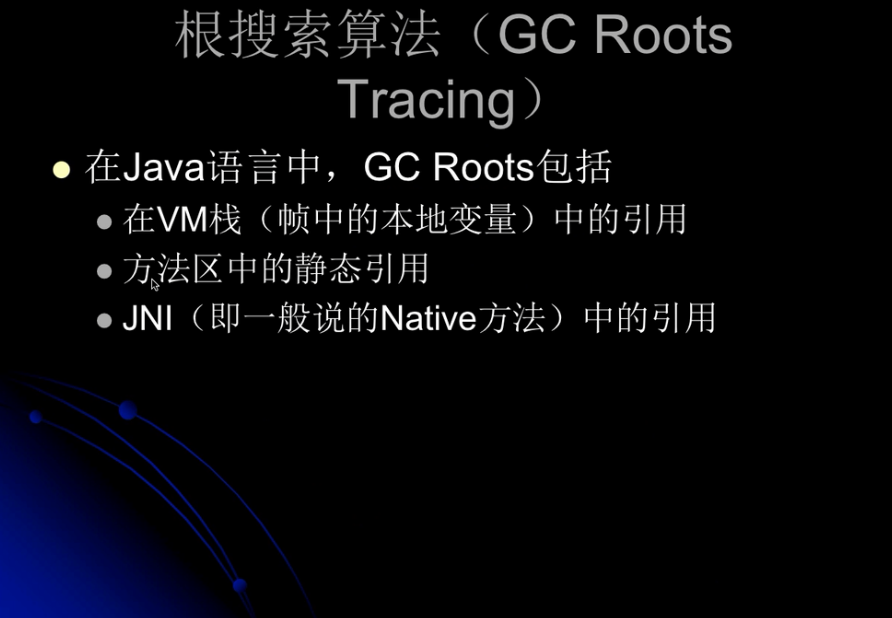 根搜索算法（GC Roots
Tracing）
在Java语言中，GC Roots包括
在VM栈（帧中的本地变量）中的引用
方法区中的静态引用
JNI（即一般说的Native方法）中的引用